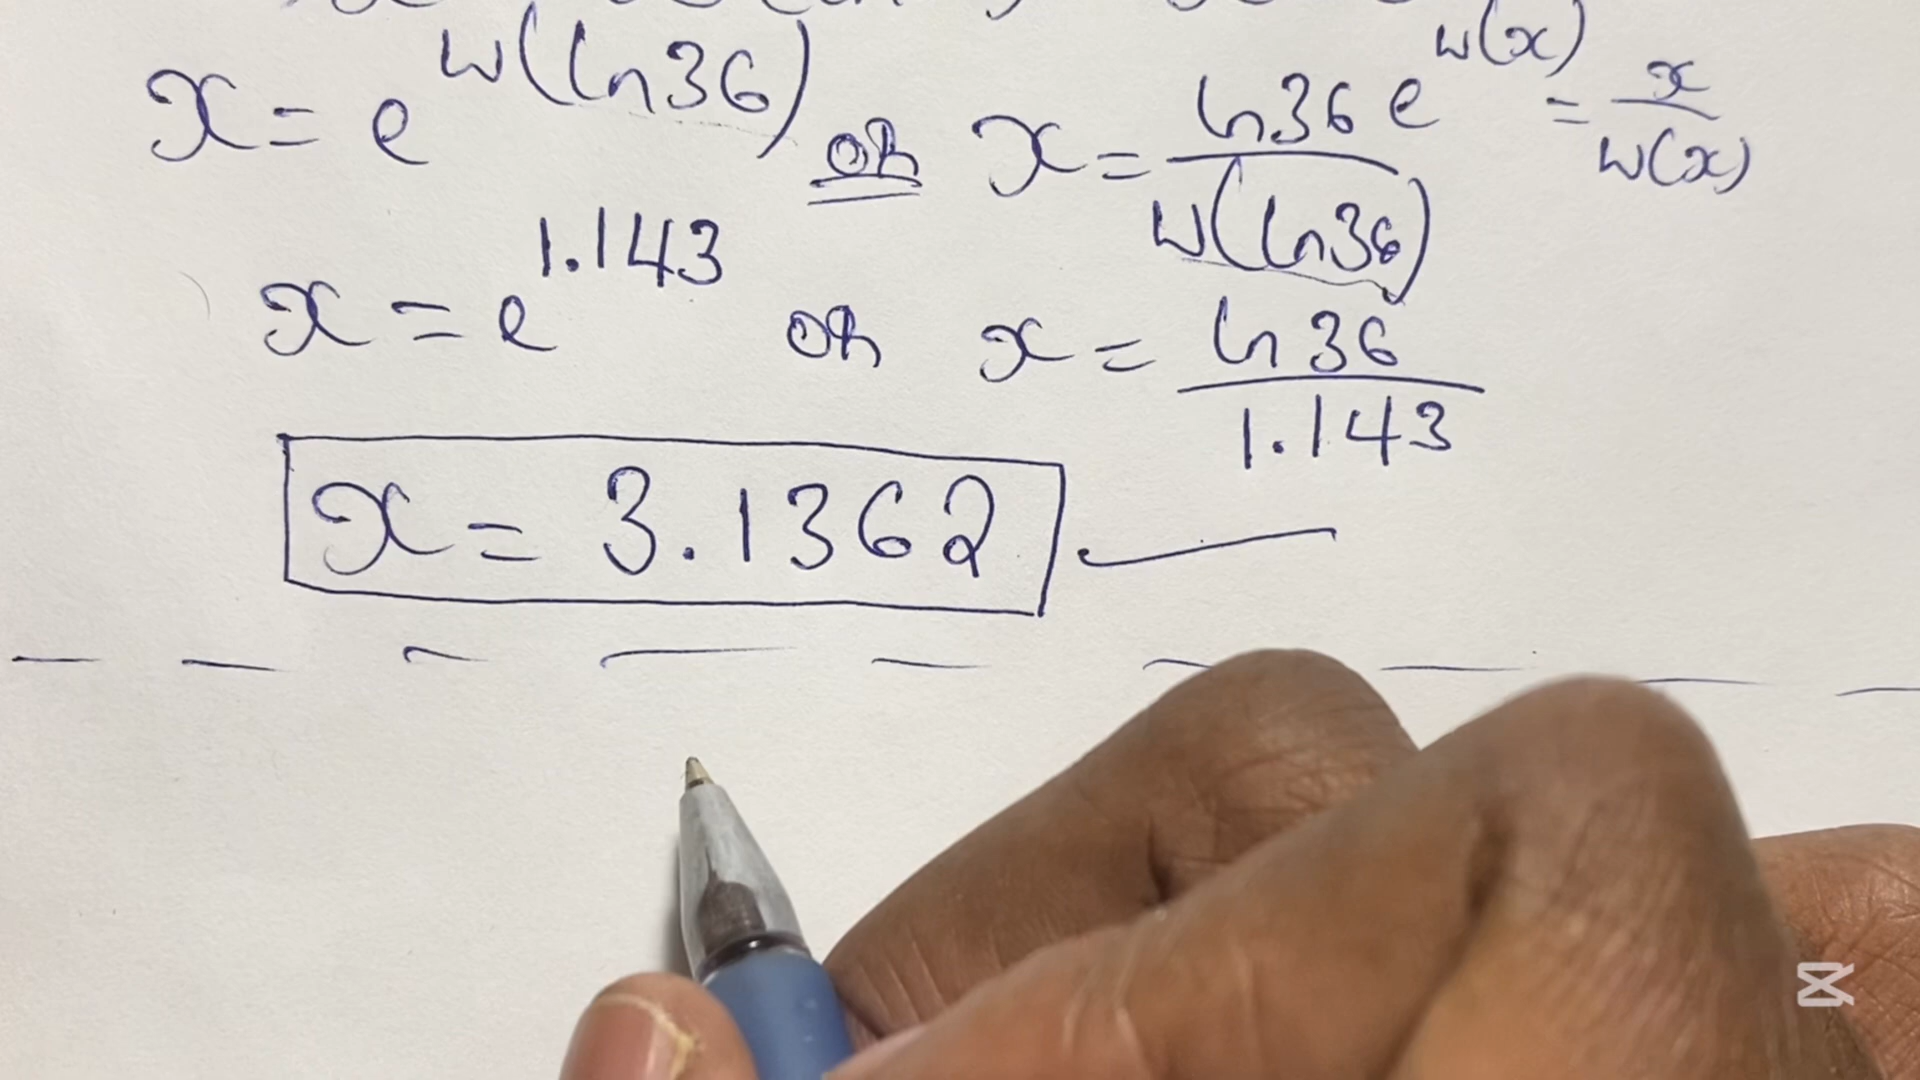 x = e^{W(ln36)} or x = ln36 / W(ln36) e^{W(x)} = x / W(x)
x = e^{1.143} or x = ln36 / 1.143
x = 3.1362